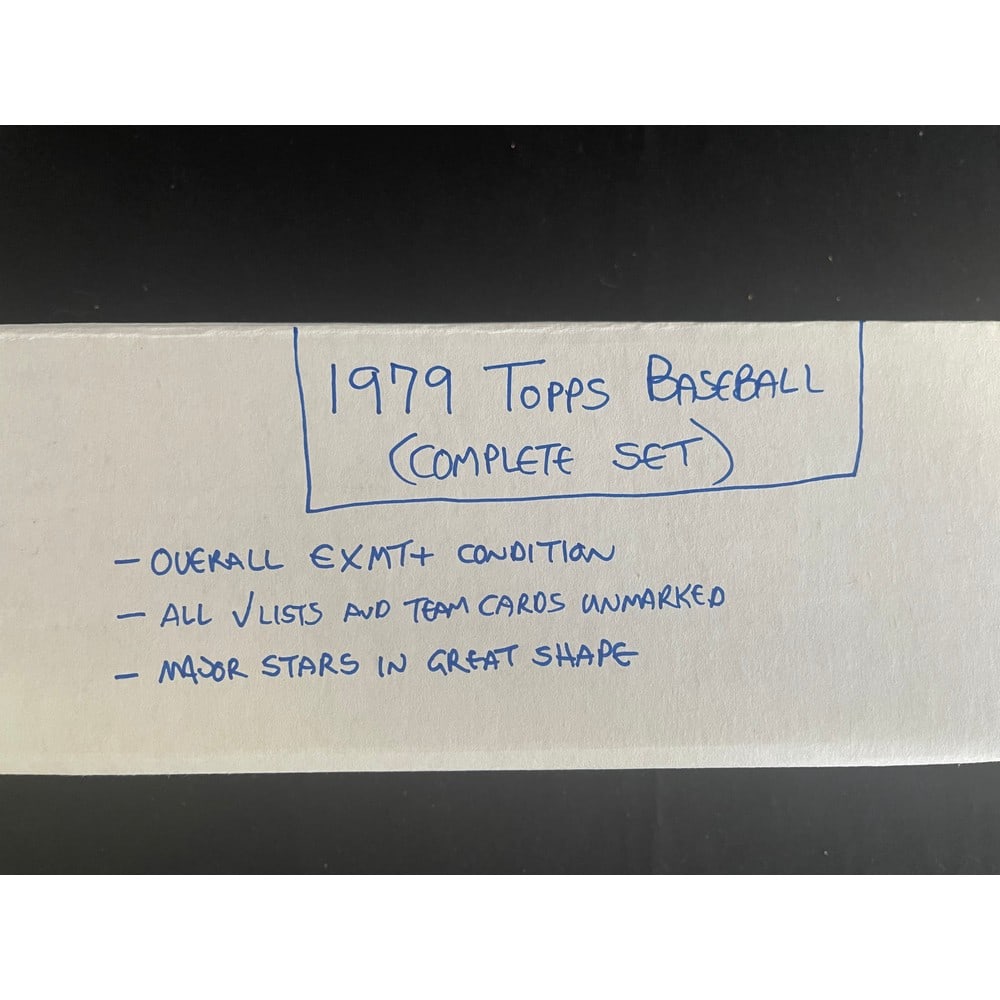 1979 TOPPS BASEBALL
(COMPLETE SET)
- OVERALL EXMT+ CONDITION
- ALL √LISTS AND TEAM CARDS UNMARKED
- MAJOR STARS IN GREAT SHAPE